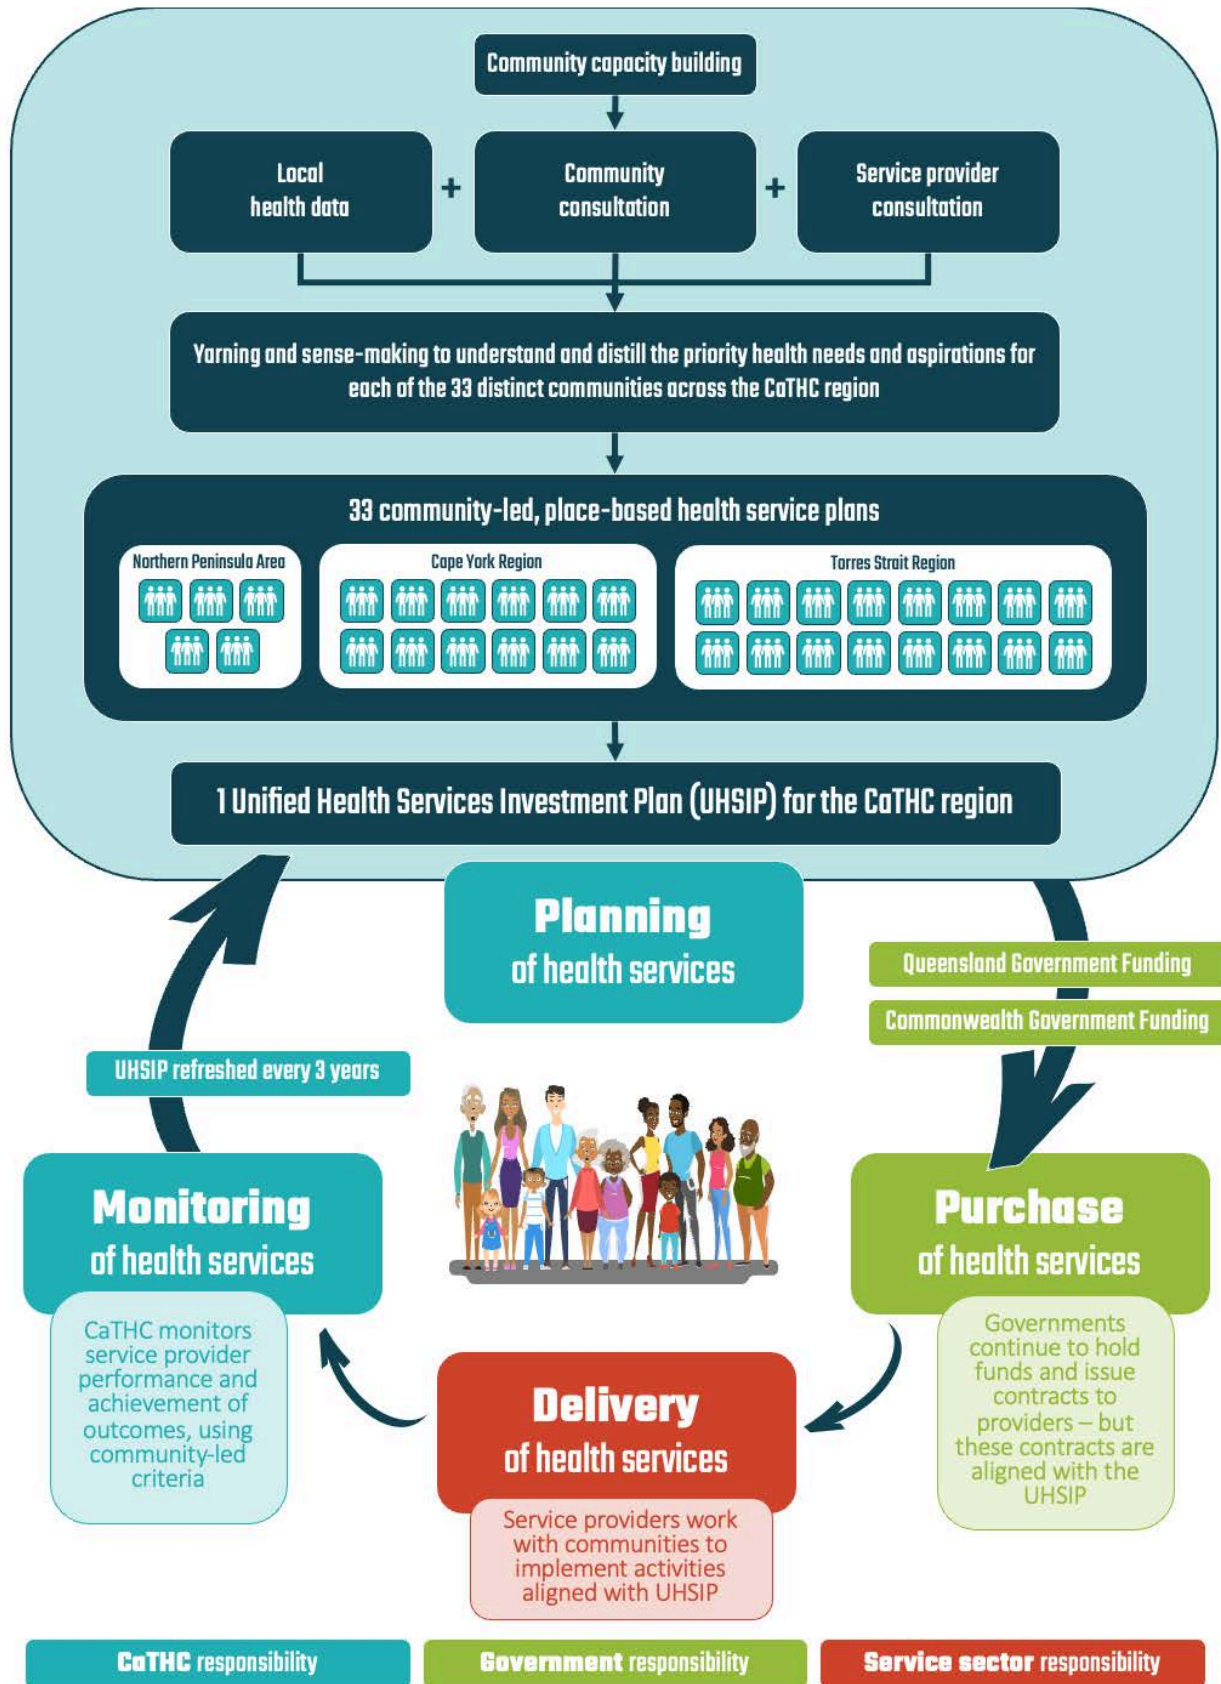 Community capacity building
Local
health data
+
Community
consultation
+
Service provider
consultation
Yarning and sense-making to understand and distill the priority health needs and aspirations for
each of the 33 distinct communities across the CaTHC region
33 community-led, place-based health service plans
Northern Peninsula Area
Cape York Region
Torres Strait Region
1 Unified Health Services Investment Plan (UHSIP) for the CaTHC region
Planning
of health services
Queensland Government Funding
Commonwealth Government Funding
UHSIP refreshed every 3 years
Monitoring
of health services
CaTHC monitors
service provider
performance and
achievement of
outcomes, using
community-led
criteria
Purchase
of health services
Governments
continue to hold
funds and issue
contracts to
providers – but
these contracts are
aligned with the
UHSIP
Delivery
of health services
Service providers work
with communities to
implement activities
aligned with UHSIP
CaTHC responsibility
Government responsibility
Service sector responsibility